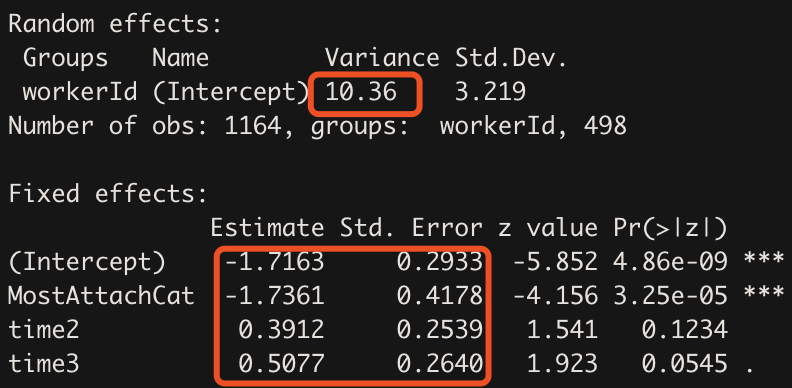 Random effects:
Groups Name Variance Std.Dev.
workerId (Intercept) 10.36 3.219
Number of obs: 1164, groups: workerId, 498
Fixed effects:
Estimate Std. Error z value Pr(>|z|)
(Intercept) -1.7163 0.2933 -5.852 4.86e-09 ***
MostAttachCat -1.7361 0.4178 -4.156 3.25e-05 ***
time2 0.3912 0.2539 1.541 0.1234
time3 0.5077 0.2640 1.923 0.0545 .